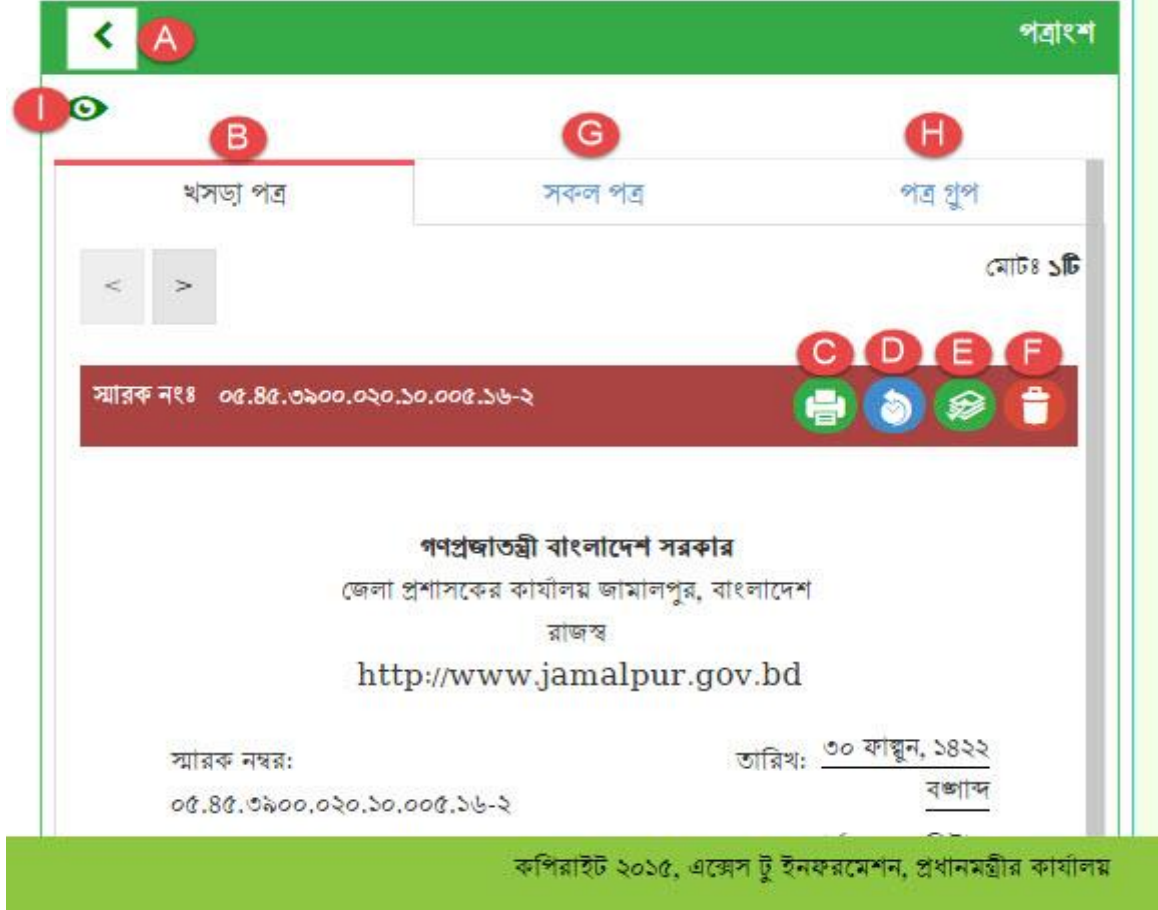 A পত্রাংশ
I
B G H
খসড়া পত্র সকল পত্র পত্র গ্রুপ
< > মোটঃ ১টি
C D E F
স্মারক নংঃ ০৫.৪৫.৩৯০০.০২০.১০.০০৫.১৬-২
গণপ্রজাতন্ত্রী বাংলাদেশ সরকার
জেলা প্রশাসকের কার্যালয় জামালপুর, বাংলাদেশ
রাজস্ব
http://www.jamalpur.gov.bd
স্মারক নম্বর: তারিখ: ৩০ ফাল্গুন, ১৪২২
০৫.৪৫.৩৯০০.০২০.১০.০০৫.১৬-২ বঙ্গাব্দ
কপিরাইট ২০১৫, এক্সেস টু ইনফরমেশন, প্রধানমন্ত্রীর কার্যালয়